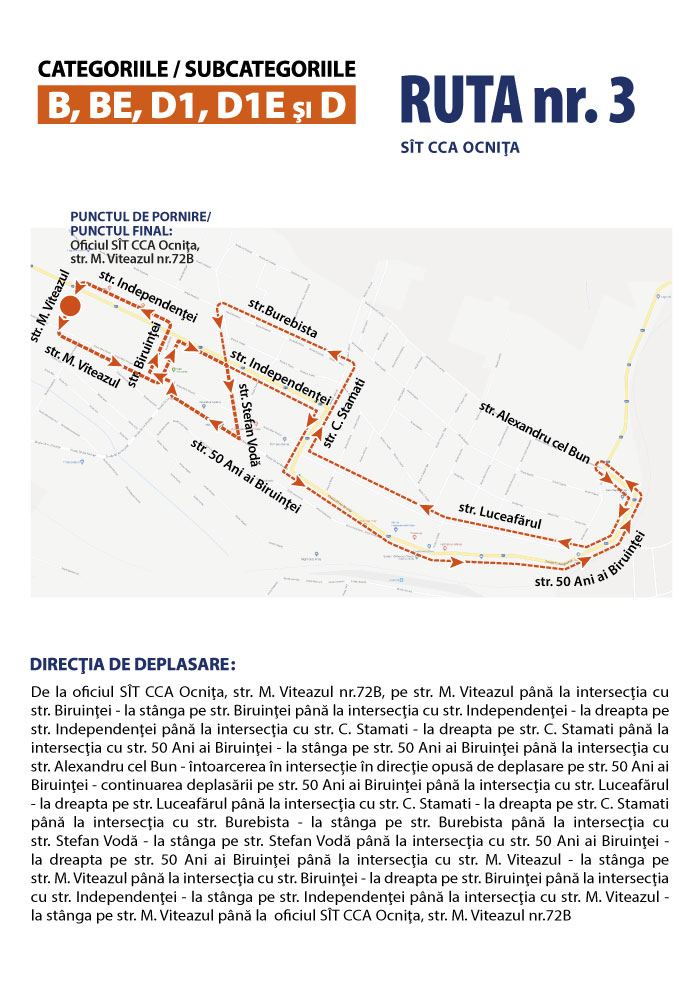 CATEGORIILE / SUBCATEGORIILE
B, BE, D1, D1E ŞI D
RUTA nr. 3
SÎT CCA OCNIŢA
PUNCTUL DE PORNIRE/
PUNCTUL FINAL:
Oficiul SÎT CCA Ocniţa,
str. M. Viteazul nr.72B
str. M. Viteazul
str. Independenţei
str. Biruinţei
str. M. Viteazul
str.Burebista
str. Independenţei
str. Stefan Vodă
str. C. Stamati
str. 50 Ani ai Biruinţei
str. Alexandru cel Bun
str. Luceafărul
str. 50 Ani ai Biruinţei
DIRECŢIA DE DEPLASARE:
De la oficiul SÎT CCA Ocniţa, str. M. Viteazul nr.72B, pe str. M. Viteazul până la intersecţia cu
str. Biruinţei - la stânga pe str. Biruinţei până la intersecţia cu str. Independenţei - la dreapta pe
str. Independenţei până la intersecţia cu str. C. Stamati - la dreapta pe str. C. Stamati până la
intersecţia cu str. 50 Ani ai Biruinţei - la stânga pe str. 50 Ani ai Biruinţei până la intersecţia cu
str. Alexandru cel Bun - întoarcerea în intersecție în direcție opusă de deplasare pe str. 50 Ani ai
Biruinţei - continuarea deplasării pe str. 50 Ani ai Biruinţei până la intersecţia cu str. Luceafărul
- la dreapta pe str. Luceafărul până la intersecţia cu str. C. Stamati - la dreapta pe str. C. Stamati
până la intersecţia cu str. Burebista - la stânga pe str. Burebista până la intersecţia cu
str. Stefan Vodă - la stânga pe str. Stefan Vodă până la intersecţia cu str. 50 Ani ai Biruinţei -
la dreapta pe str. 50 Ani ai Biruinţei până la intersecţia cu str. M. Viteazul - la stânga pe
str. M. Viteazul până la intersecţia cu str. Biruinţei - la dreapta pe str. Biruinţei până la intersecţia
cu str. Independenţei - la stânga pe str. Independenţei până la intersecţia cu str. M. Viteazul -
la stânga pe str. M. Viteazul până la oficiul SÎT CCA Ocniţa, str. M. Viteazul nr.72B